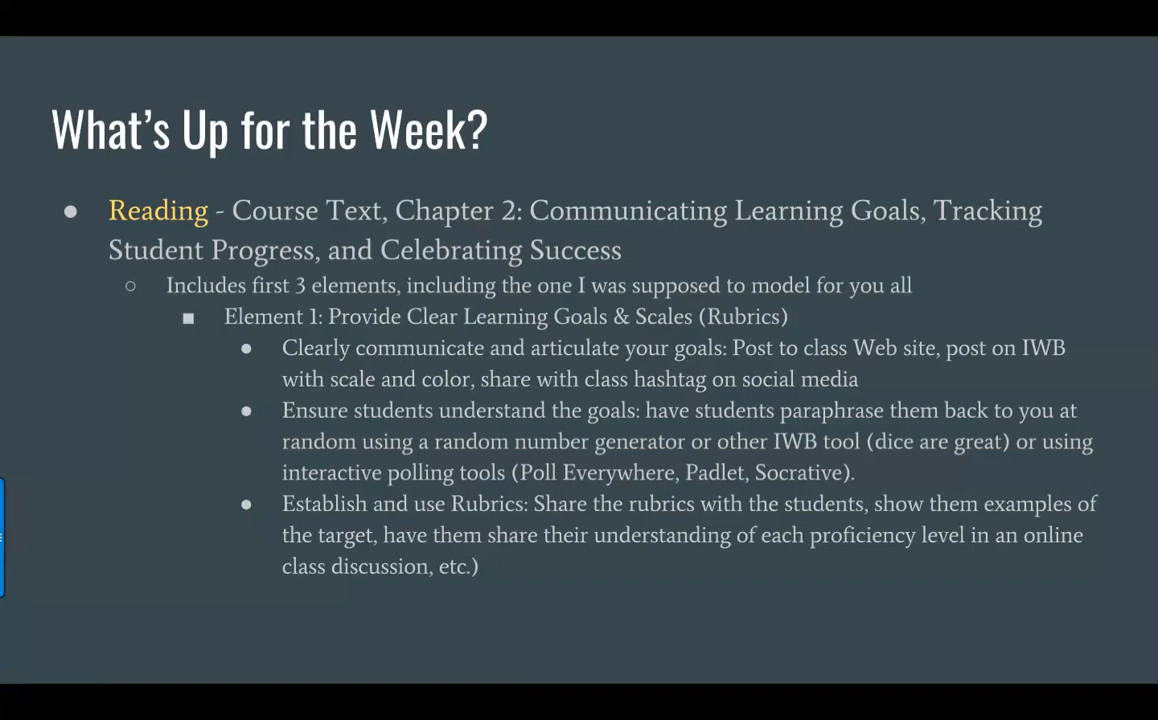 What's Up for the Week?
● Reading - Course Text, Chapter 2: Communicating Learning Goals, Tracking
Student Progress, and Celebrating Success
○ Includes first 3 elements, including the one I was supposed to model for you all
■ Element 1: Provide Clear Learning Goals & Scales (Rubrics)
● Clearly communicate and articulate your goals: Post to class Web site, post on IWB
with scale and color, share with class hashtag on social media
● Ensure students understand the goals: have students paraphrase them back to you at
random using a random number generator or other IWB tool (dice are great) or using
interactive polling tools (Poll Everywhere, Padlet, Socrative).
● Establish and use Rubrics: Share the rubrics with the students, show them examples of
the target, have them share their understanding of each proficiency level in an online
class discussion, etc.)